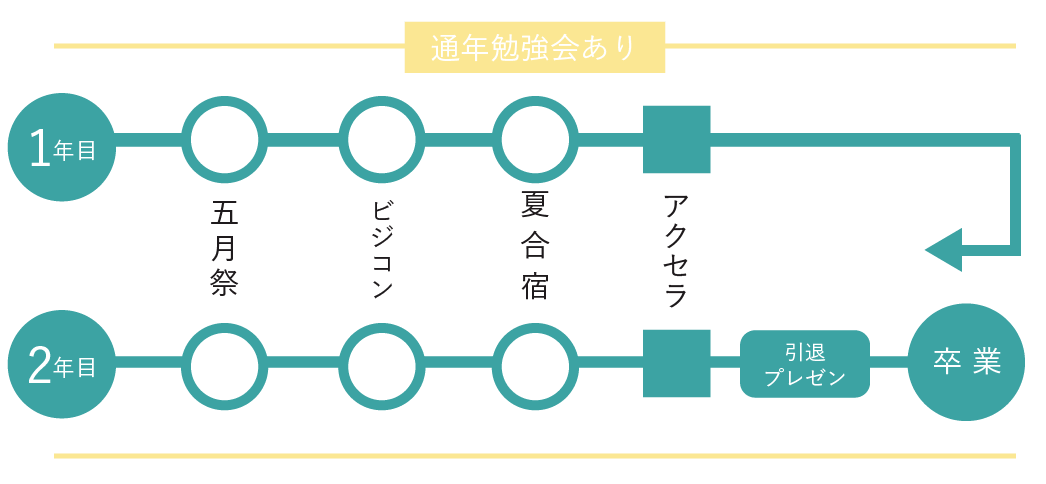 通年勉強会あり
1年目
五月祭
ビジコン
夏合宿
アクセラ
2年目
引退
プレゼン
卒業